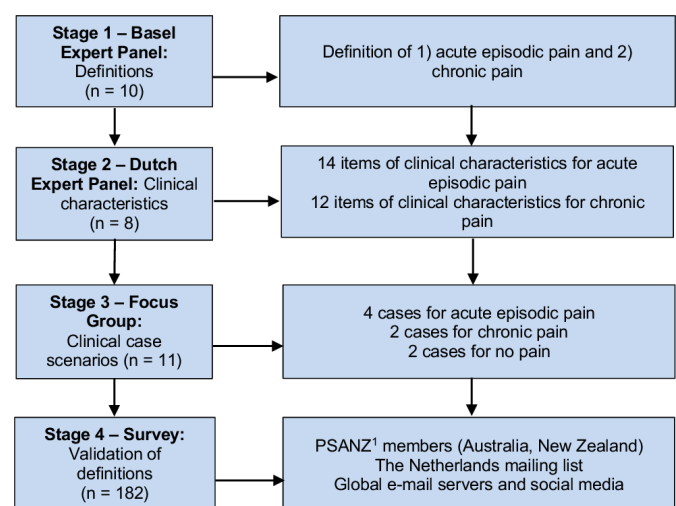 Stage 1 – Basel
Expert Panel:
Definitions
(n = 10)
Definition of 1) acute episodic pain and 2)
chronic pain
Stage 2 – Dutch
Expert Panel: Clinical
characteristics
(n = 8)
14 items of clinical characteristics for acute
episodic pain
12 items of clinical characteristics for chronic
pain
Stage 3 – Focus
Group:
Clinical case
scenarios (n = 11)
4 cases for acute episodic pain
2 cases for chronic pain
2 cases for no pain
Stage 4 – Survey:
Validation of
definitions
(n = 182)
PSANZ¹ members (Australia, New Zealand)
The Netherlands mailing list
Global e-mail servers and social media